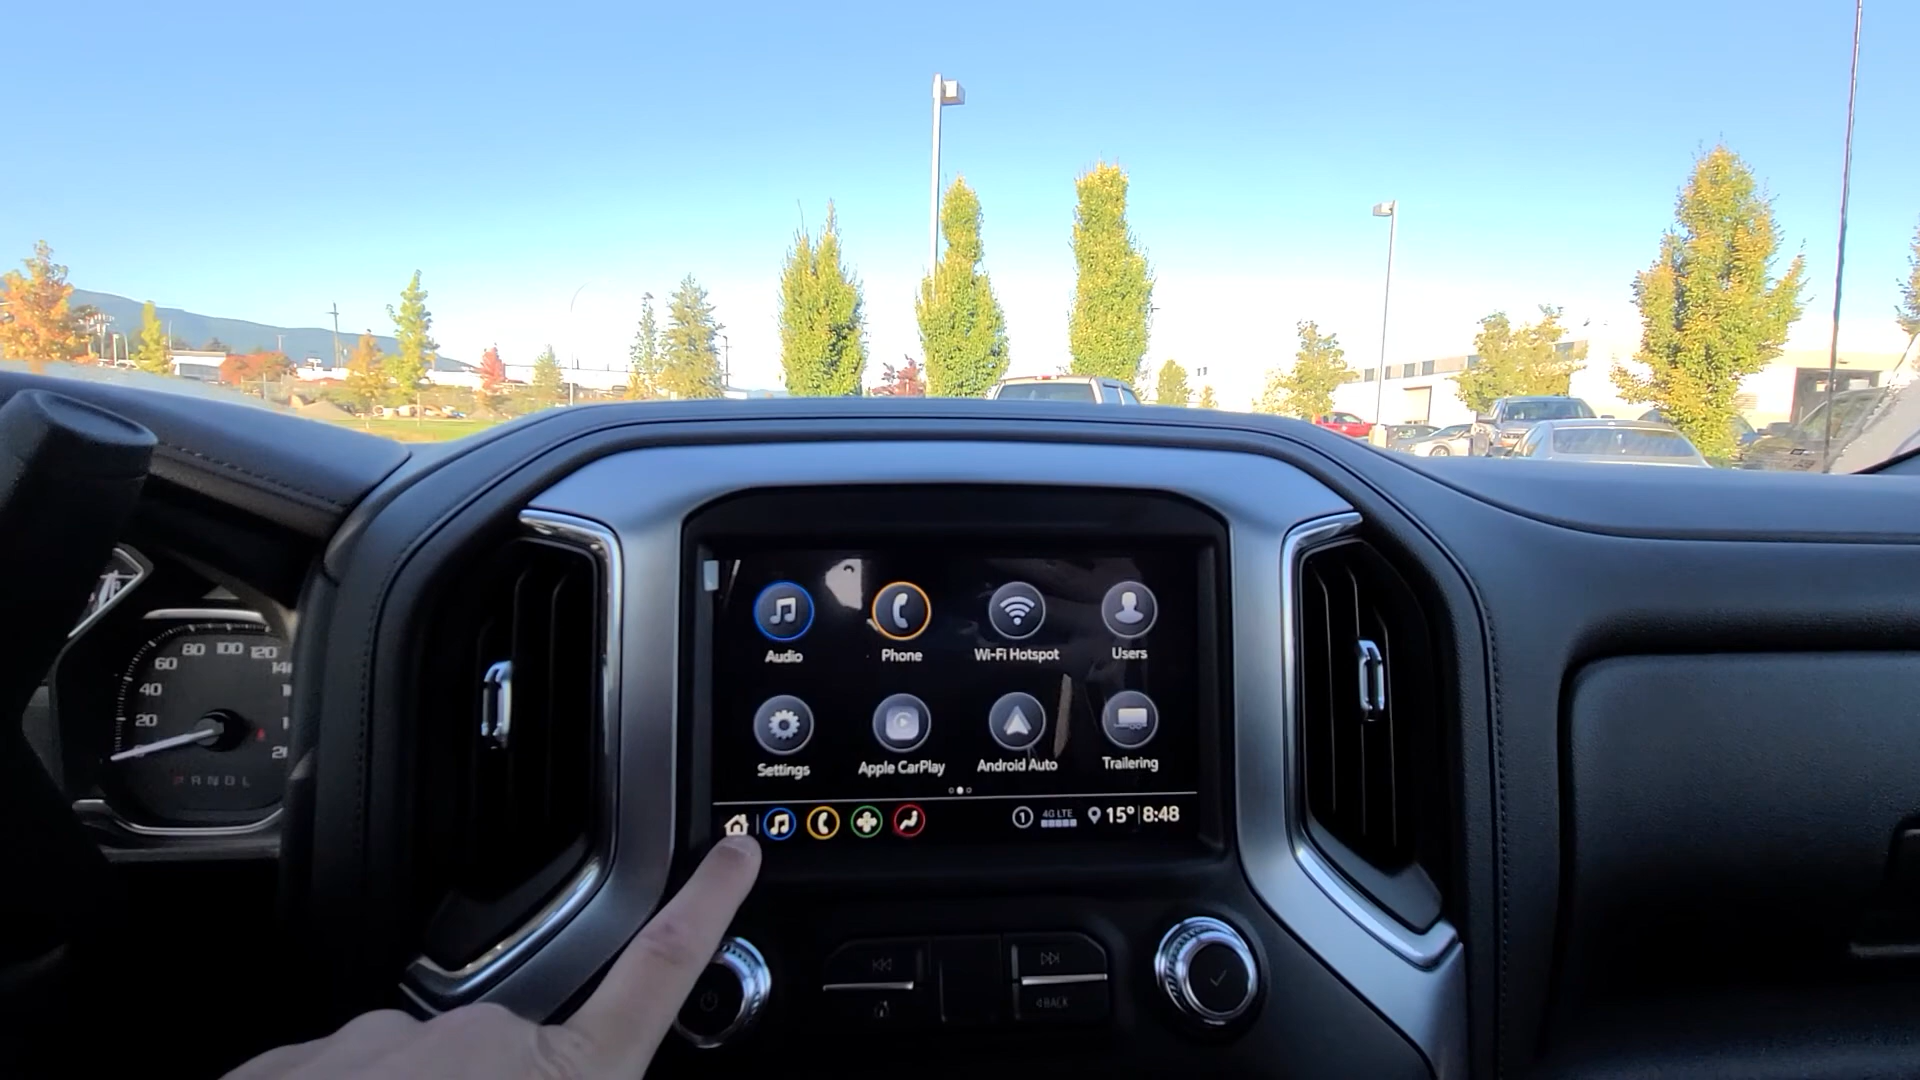 Audio
Phone
Wi-Fi Hotspot
Users
Settings
Apple CarPlay
Android Auto
Trailering
1
4G LTE
15°
8:48
20
40
60
80
100
120
R N D L
BACK